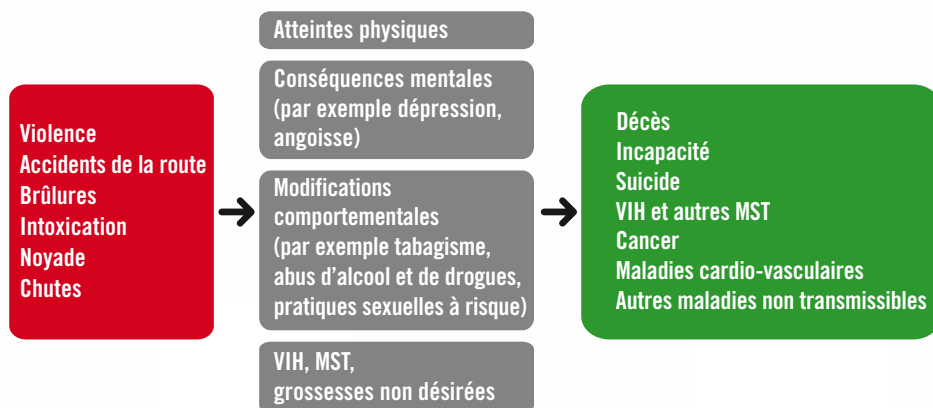 Violence
Accidents de la route
Brûlures
Intoxication
Noyade
Chutes
Atteintes physiques
Conséquences mentales
(par exemple dépression,
angoisse)
Modifications
comportementales
(par exemple tabagisme,
abus d'alcool et de drogues,
pratiques sexuelles à risque)
VIH, MST,
grossesses non désirées
Décès
Incapacité
Suicide
VIH et autres MST
Cancer
Maladies cardio-vasculaires
Autres maladies non transmissibles